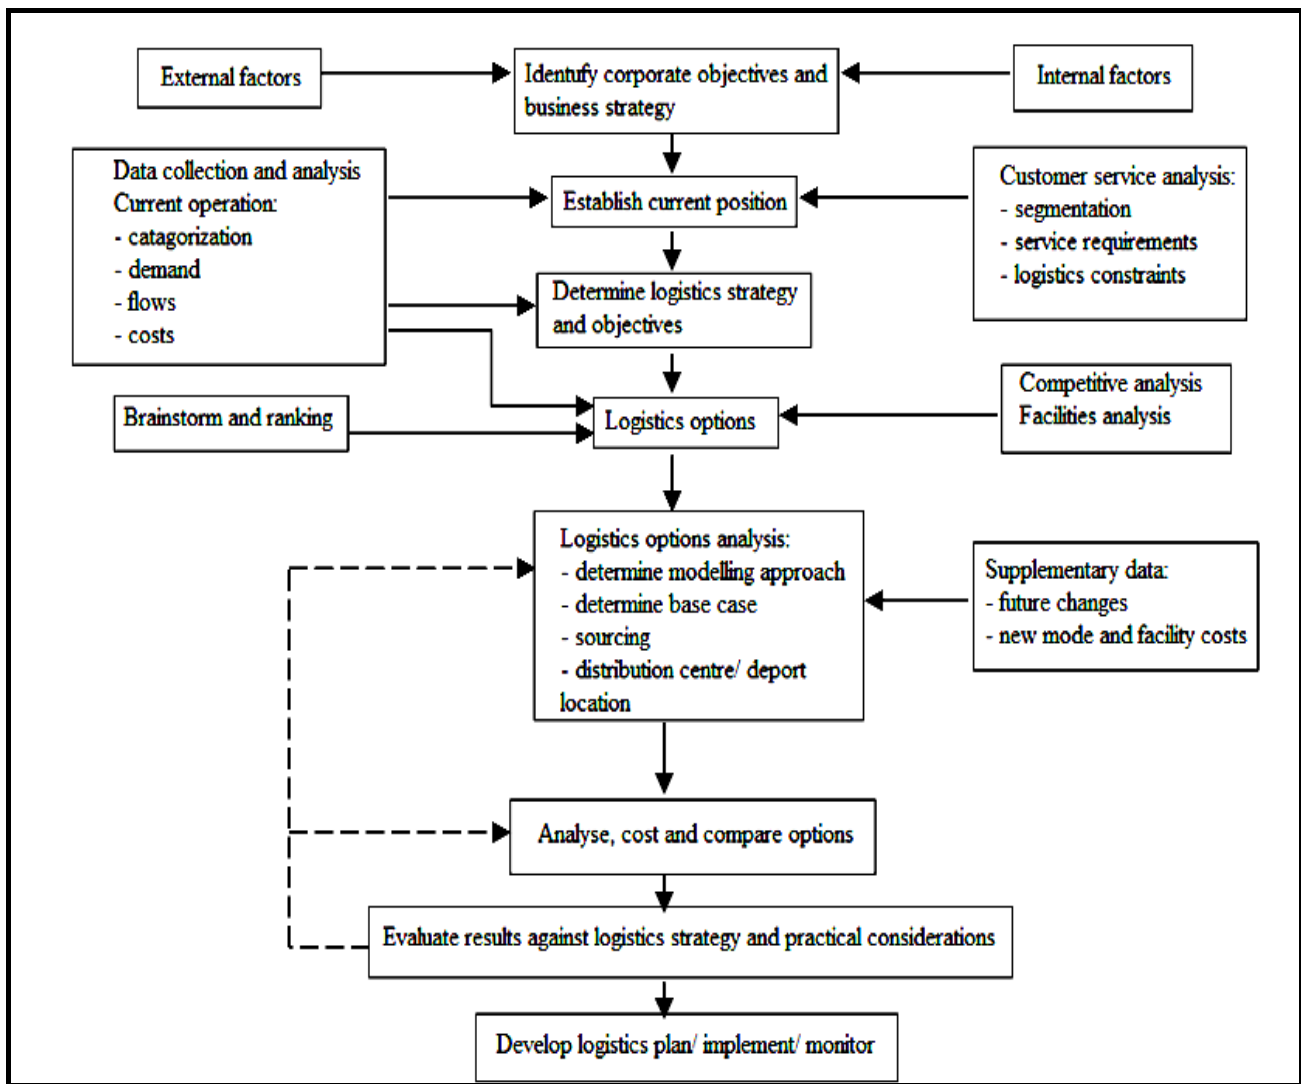 External factors
Identufy corporate objectives and
business strategy
Internal factors
Data collection and analysis
Current operation:
- catagorization
- demand
- flows
- costs
Establish current position
Customer service analysis:
- segmentation
- service requirements
- logistics constraints
Determine logistics strategy
and objectives
Brainstorm and ranking
Logistics options
Competitive analysis
Facilities analysis
Logistics options analysis:
- determine modelling approach
- determine base case
- sourcing
- distribution centre/ deport
location
Supplementary data:
- future changes
- new mode and facility costs
Analyse, cost and compare options
Evaluate results against logistics strategy and practical considerations
Develop logistics plan/ implement/ monitor